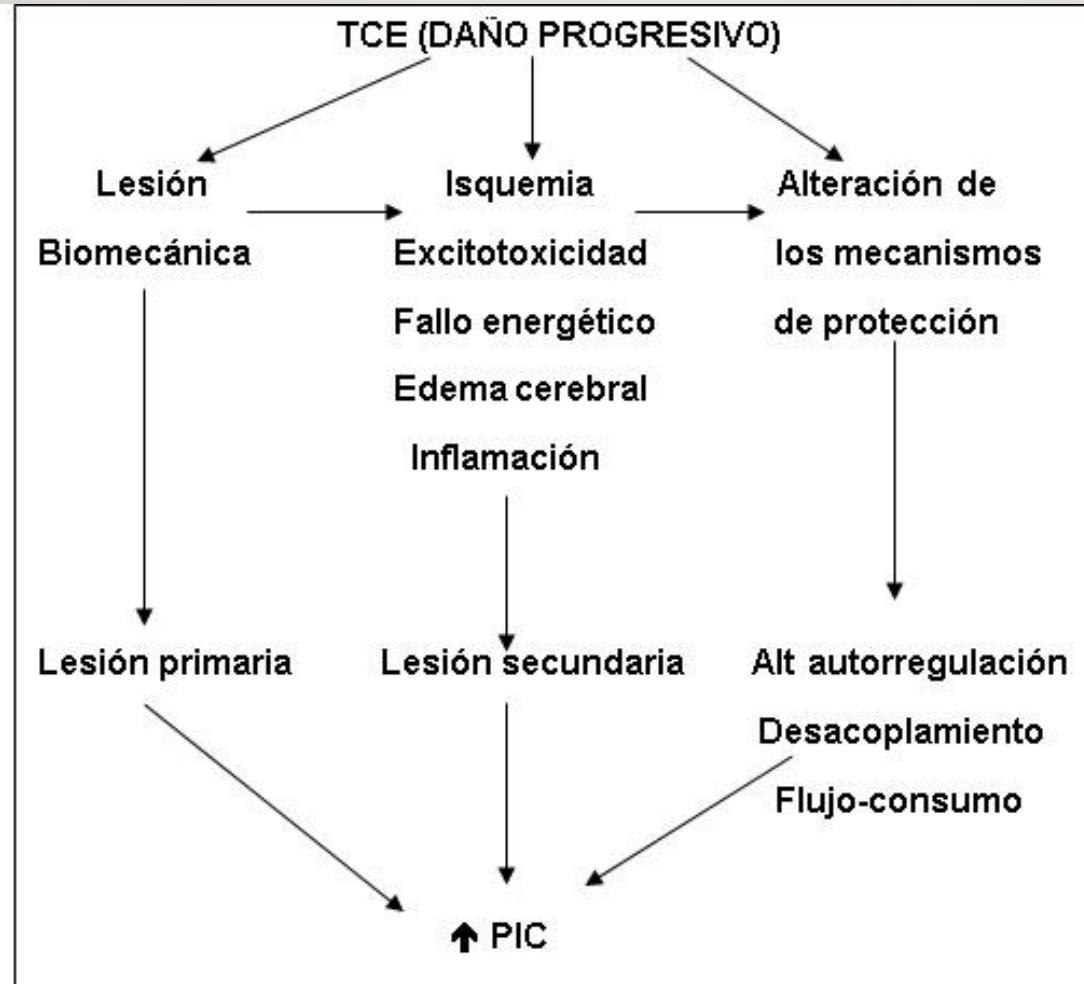 TCE (DAÑO PROGRESIVO)
Lesión
Biomecánica
Isquemia
Excitotoxicidad
Fallo energético
Edema cerebral
Inflamación
Alteración de
los mecanismos
de protección
Lesión primaria
Lesión secundaria
Alt autorregulación
Desacoplamiento
Flujo-consumo
↑ PIC